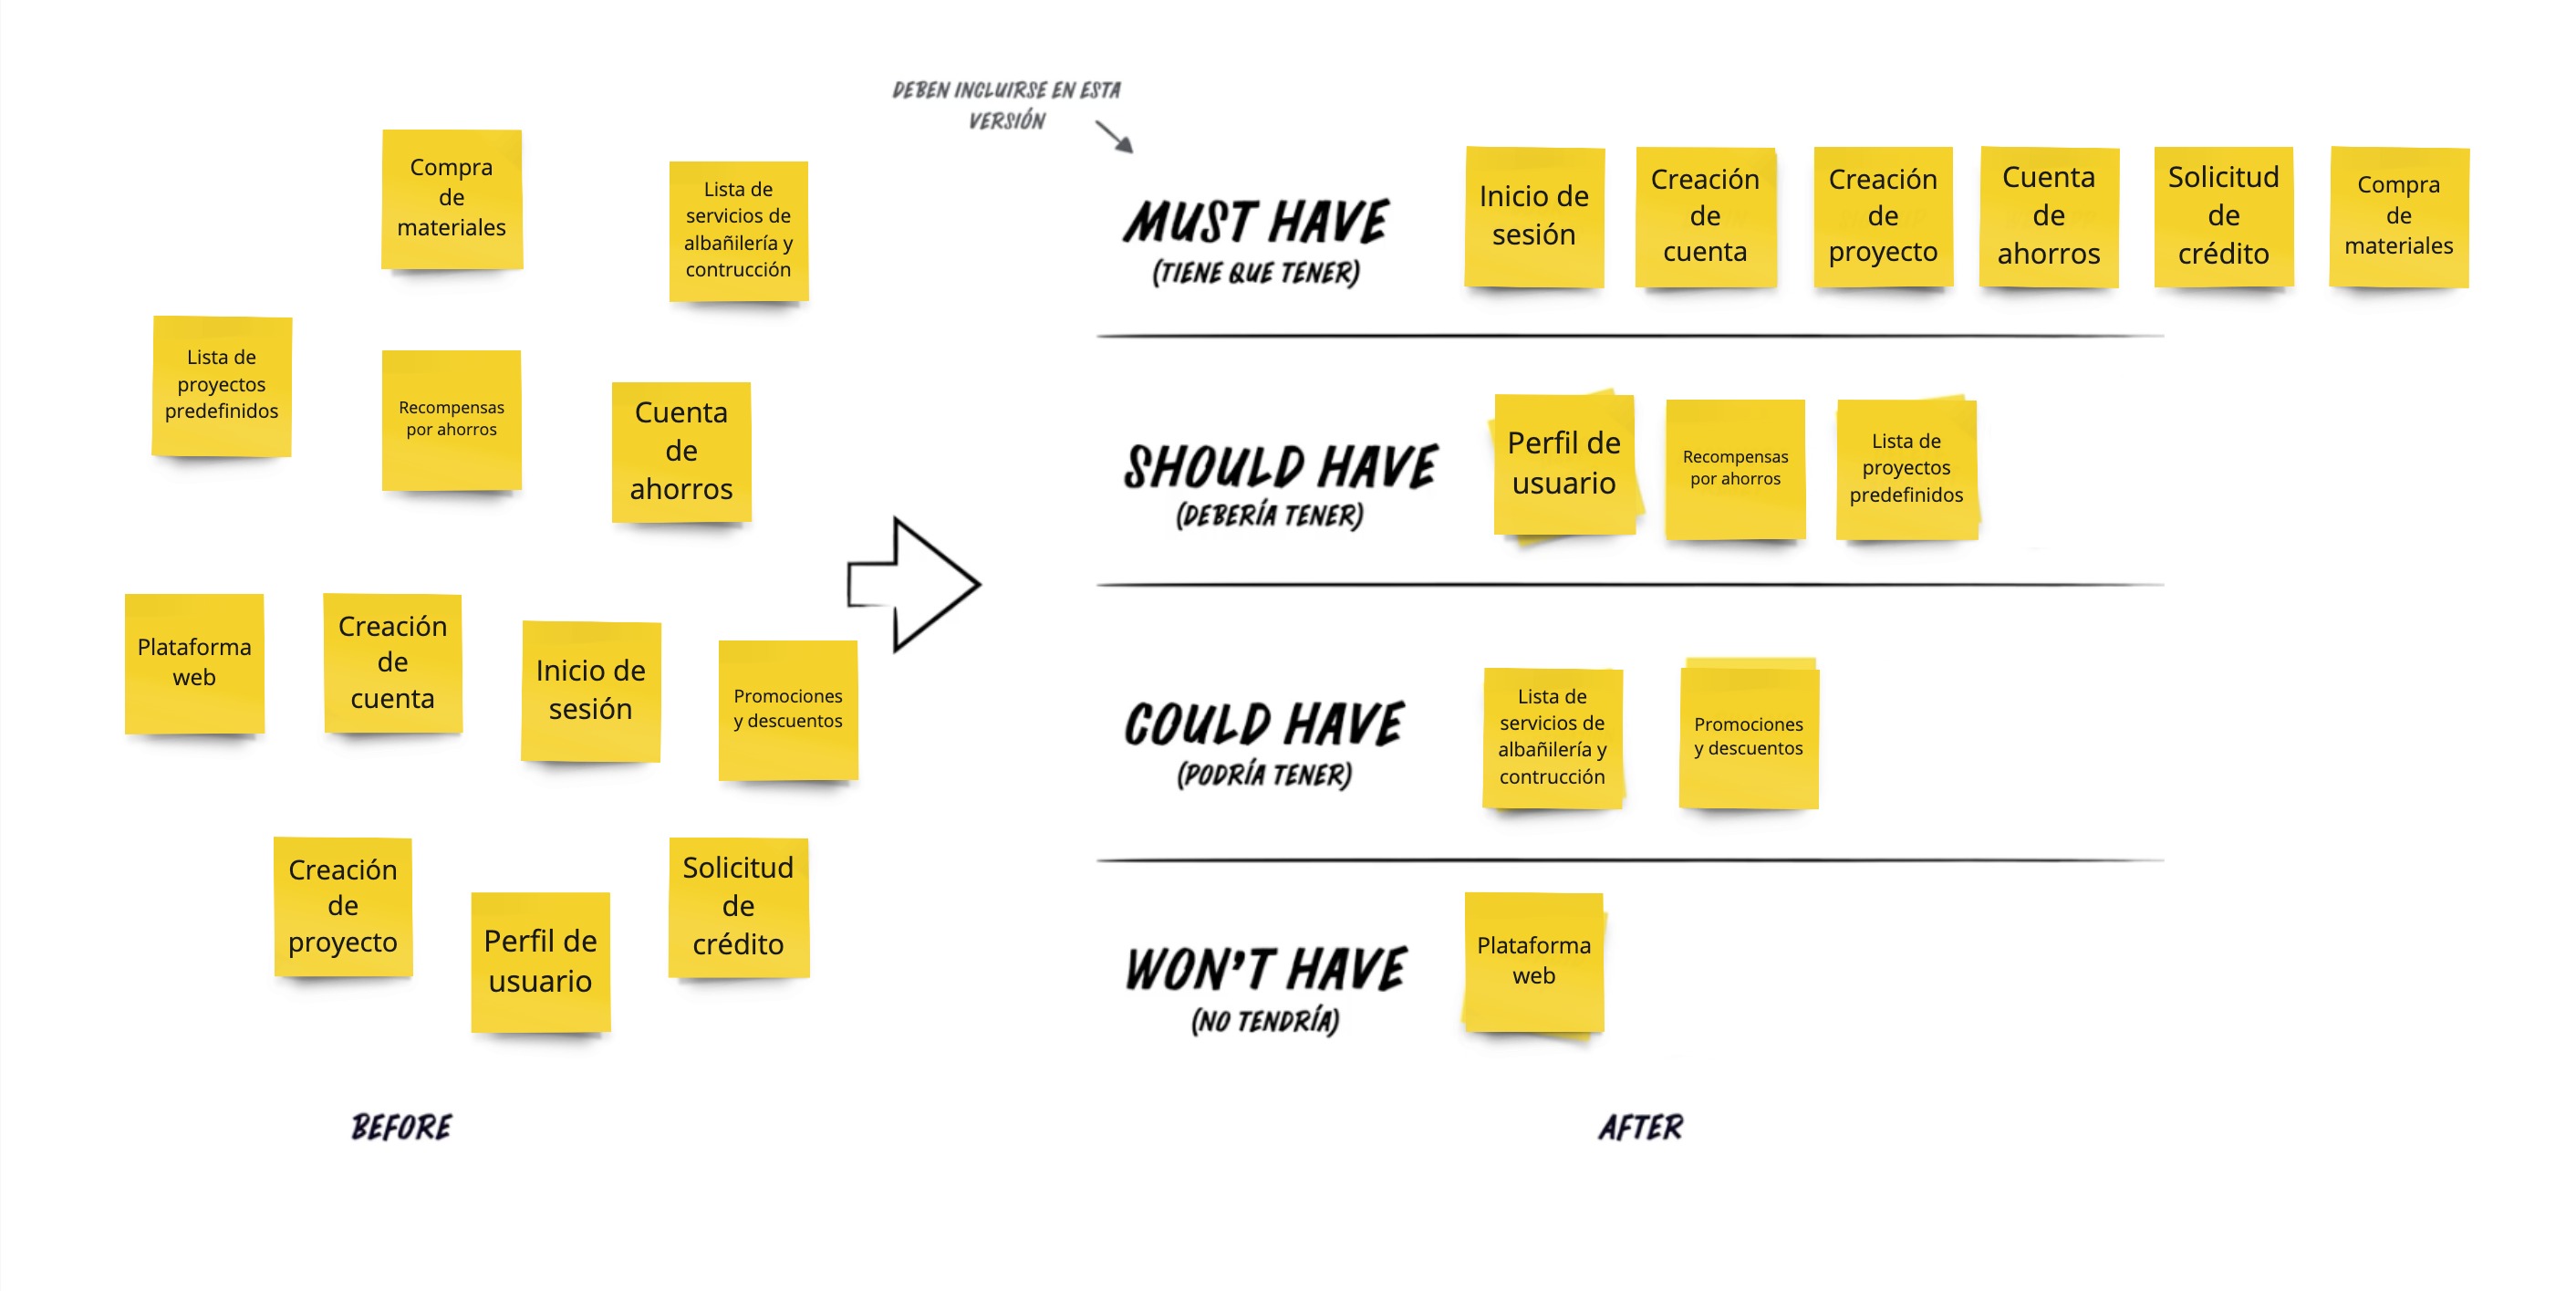 DEBEN INCLUIRSE EN ESTA
VERSIÓN
Compra
de
materiales
Lista de
servicios de
albañilería y
contrucción
Lista de
proyectos
predefinidos
Recompensas
por ahorros
Cuenta
de
ahorros
Plataforma
web
Creación
de
cuenta
Inicio de
sesión
Promociones
y descuentos
Creación
de
proyecto
Perfil de
usuario
Solicitud
de
crédito
BEFORE
MUST HAVE
(TIENE QUE TENER)
Inicio de
sesión
Creación
de
cuenta
Creación
de
proyecto
Cuenta
de
ahorros
Solicitud
de
crédito
Compra
de
materiales
SHOULD HAVE
(DEBERÍA TENER)
Perfil de
usuario
Recompensas
por ahorros
Lista de
proyectos
predefinidos
COULD HAVE
(PODRÍA TENER)
Lista de
servicios de
albañilería y
contrucción
Promociones
y descuentos
WON'T HAVE
(NO TENDRÍA)
Plataforma
web
AFTER